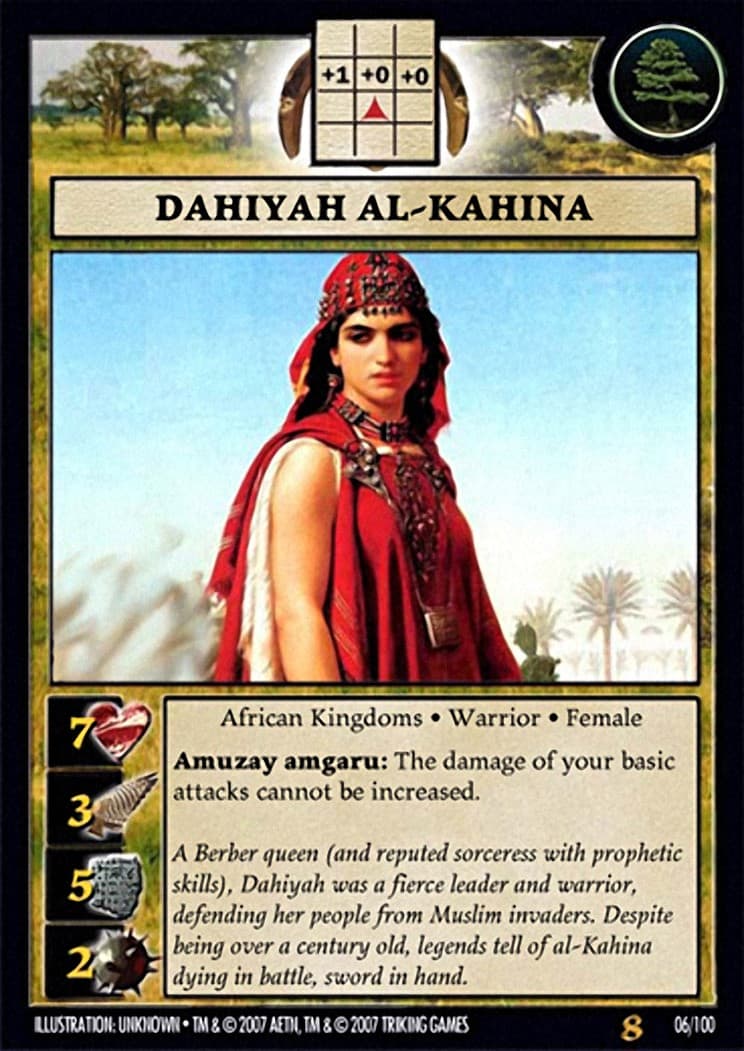 +1 +0 +0
DAHIYAH AL-KAHINA
7
3
5
2
African Kingdoms • Warrior • Female
Amuzay amgaru: The damage of your basic
attacks cannot be increased.
A Berber queen (and reputed sorceress with prophetic
skills), Dahiyah was a fierce leader and warrior,
defending her people from Muslim invaders. Despite
being over a century old, legends tell of al-Kahina
dying in battle, sword in hand.
ILLUSTRATION: UNKNOWN • TM & © 2007 AETN, TM & © 2007 TRIKING GAMES
8 06/100